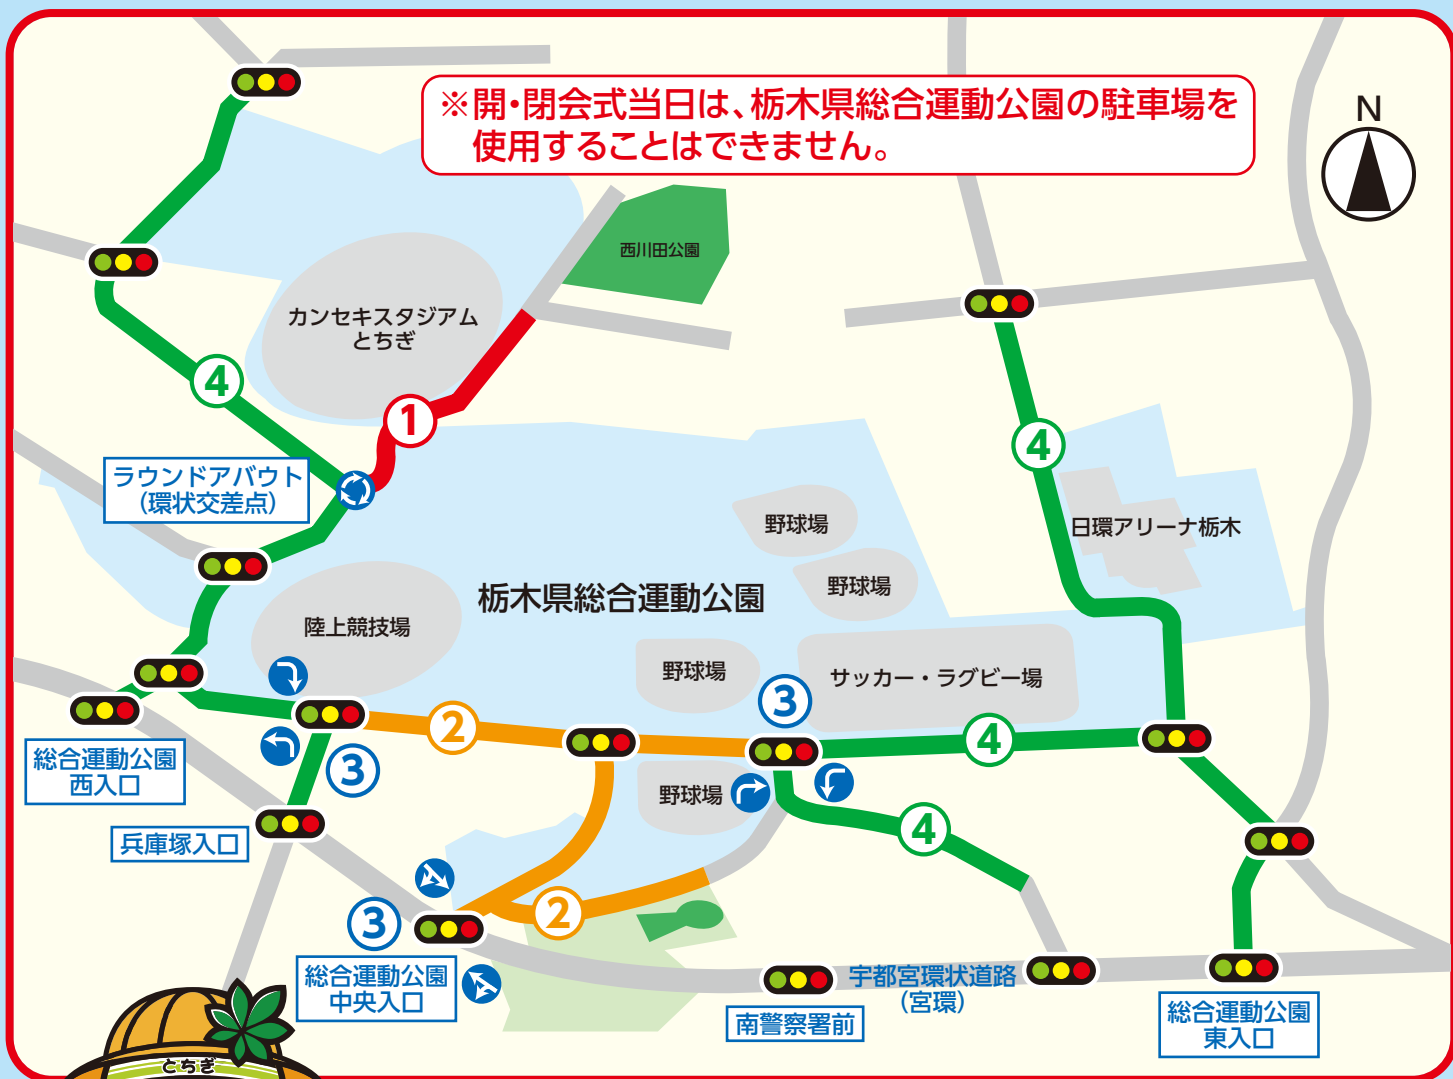 ※開・閉会式当日は、栃木県総合運動公園の駐車場を
使用することはできません。
N
西川田公園
カンセキスタジアム
とちぎ
4
1
4
ラウンドアバウト
（環状交差点）
野球場
日環アリーナ栃木
野球場
栃木県総合運動公園
陸上競技場
野球場
サッカー・ラグビー場
3
2
4
総合運動公園
西入口
3
野球場
兵庫塚入口
4
3
2
総合運動公園
中央入口
宇都宮環状道路
（宮環）
南警察署前
総合運動公園
東入口
とちぎ